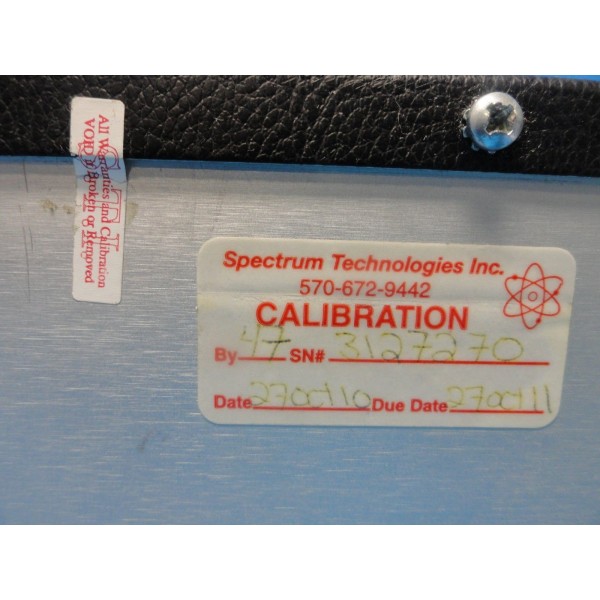 All Warranties and Calibration
VOID if Broken or Removed
Spectrum Technologies Inc.
570-672-9442
CALIBRATION
By 47 SN# 3127270
Date 27Oct10 Due Date 27Oct11